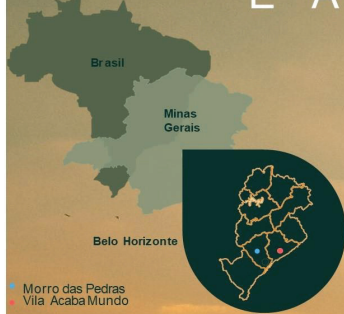 E A
Brasil
Minas
Gerais
Belo Horizonte
Morro das Pedras
Vila Acaba Mundo